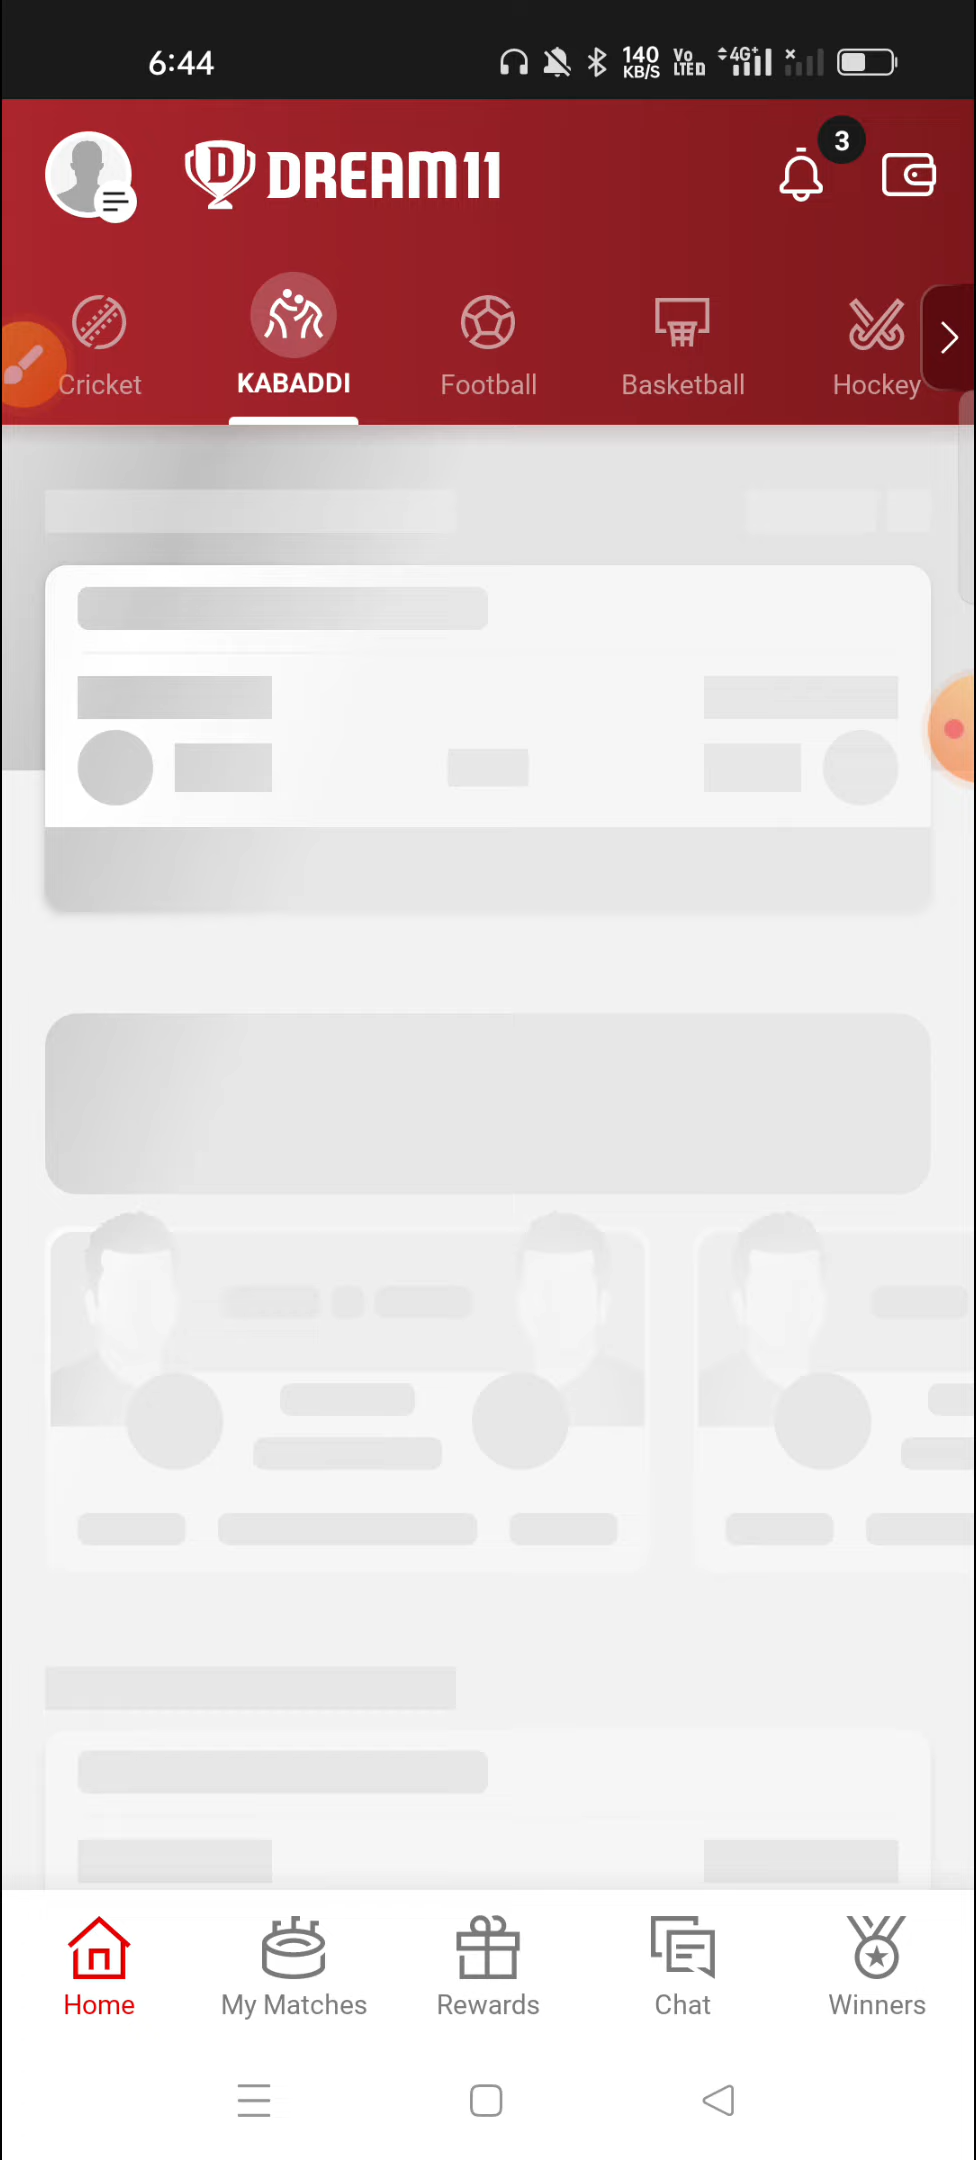 6:44
140
KB/S
Vo
LTE D
4G+
DREAM11
3
Cricket
KABADDI
Football
Basketball
Hockey
Home
My Matches
Rewards
Chat
Winners